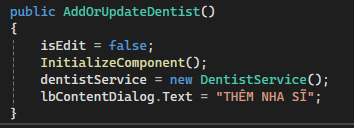 public AddOrUpdateDentist()
{
isEdit = false;
InitializeComponent();
dentistService = new DentistService();
lbContentDialog.Text = "THÊM NHA SĨ";
}